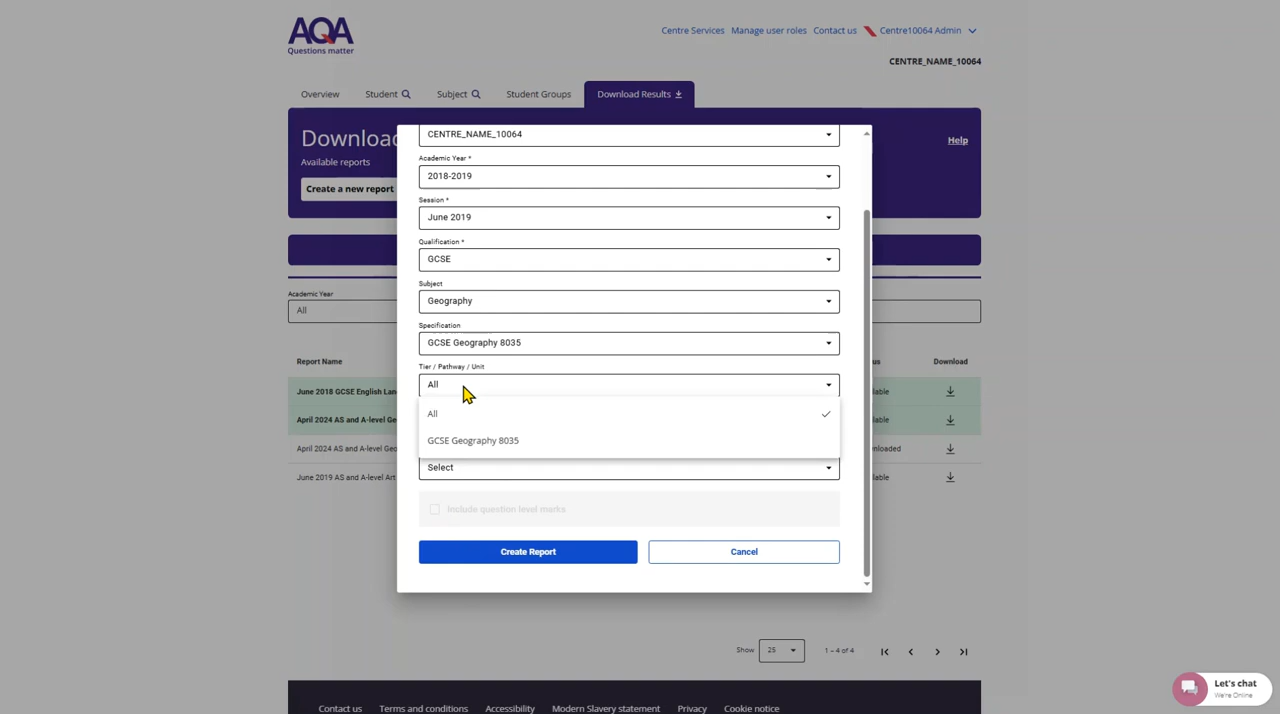 AQA
Questions matter
Centre Services Manage user roles Contact us Centre10064 Admin
CENTRE_NAME_10064
Overview Student Subject Student Groups Download Results
Available reports
Help
Create a new report
CENTRE_NAME_10064
Academic Year *
2018-2019
Session *
June 2019
Qualification *
GCSE
Subject
Geography
Specification
GCSE Geography 8035
Tier / Pathway / Unit
All
All
GCSE Geography 8035
Select
Include question level marks
Create Report Cancel
Academic Year
All
Report Name Download
June 2018 GCSE English
April 2024 AS and A-level
April 2024 AS and A-level
June 2019 AS and A-level Art
Show 25 1 – 4 of 4
Let's chat
We're Online
Contact us Terms and conditions Accessibility Modern Slavery statement Privacy Cookie notice